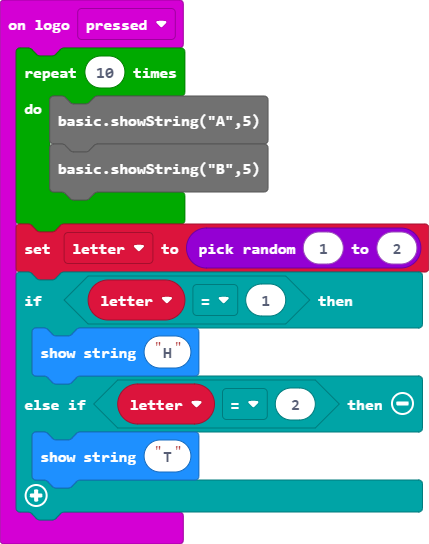 on logo pressed
repeat 10 times
do
basic.showString("A",5)
basic.showString("B",5)
set letter to pick random 1 to 2
if letter = 1 then
show string "H"
else if letter = 2 then
show string "T"